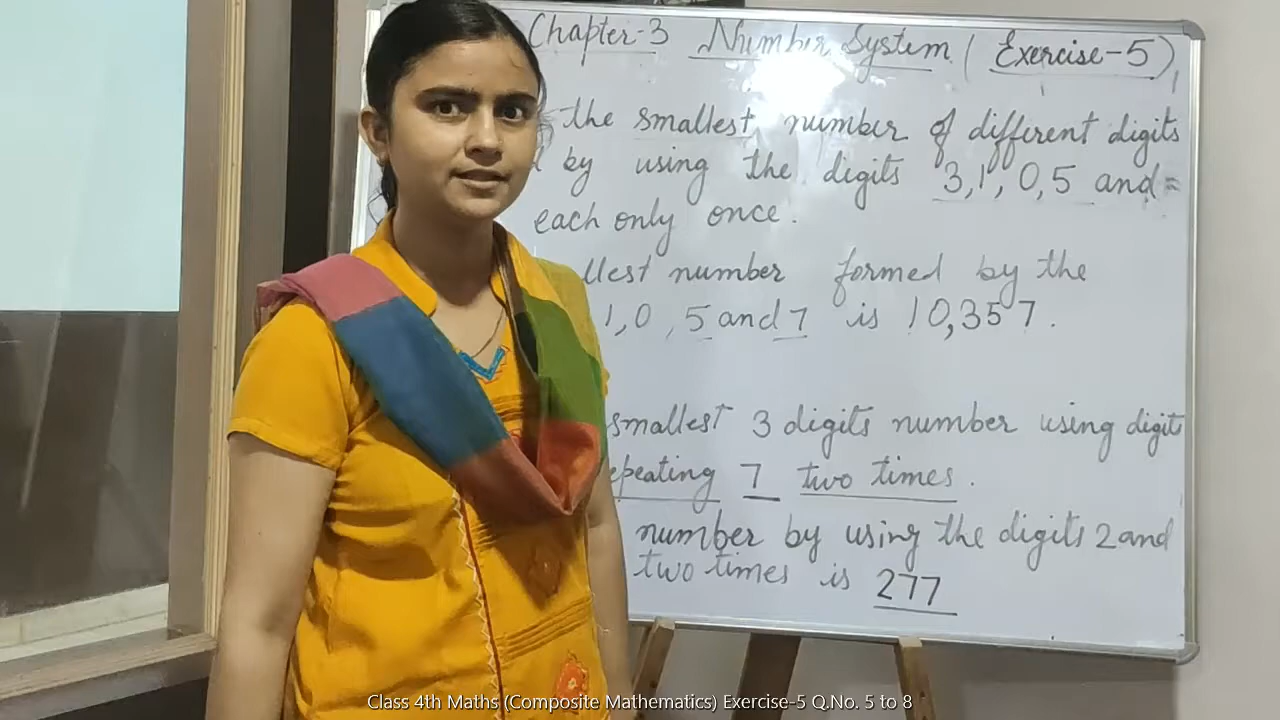 Chapter-3 Number System (Exercise-5)
the smallest number of different digits
by using the digits 3,1,0,5 and =
each only once.
llest number formed by the
1,0,5 and 7 is 10,357.
smallest 3 digits number using digits
epeating 7 two times.
number by using the digits 2 and
two times is 277
Class 4th Maths (Composite Mathematics) Exercise-5 Q.No. 5 to 8